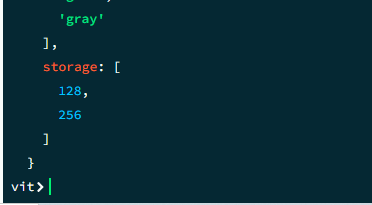 'gray'
],
storage: [
128,
256
]
}
vit>